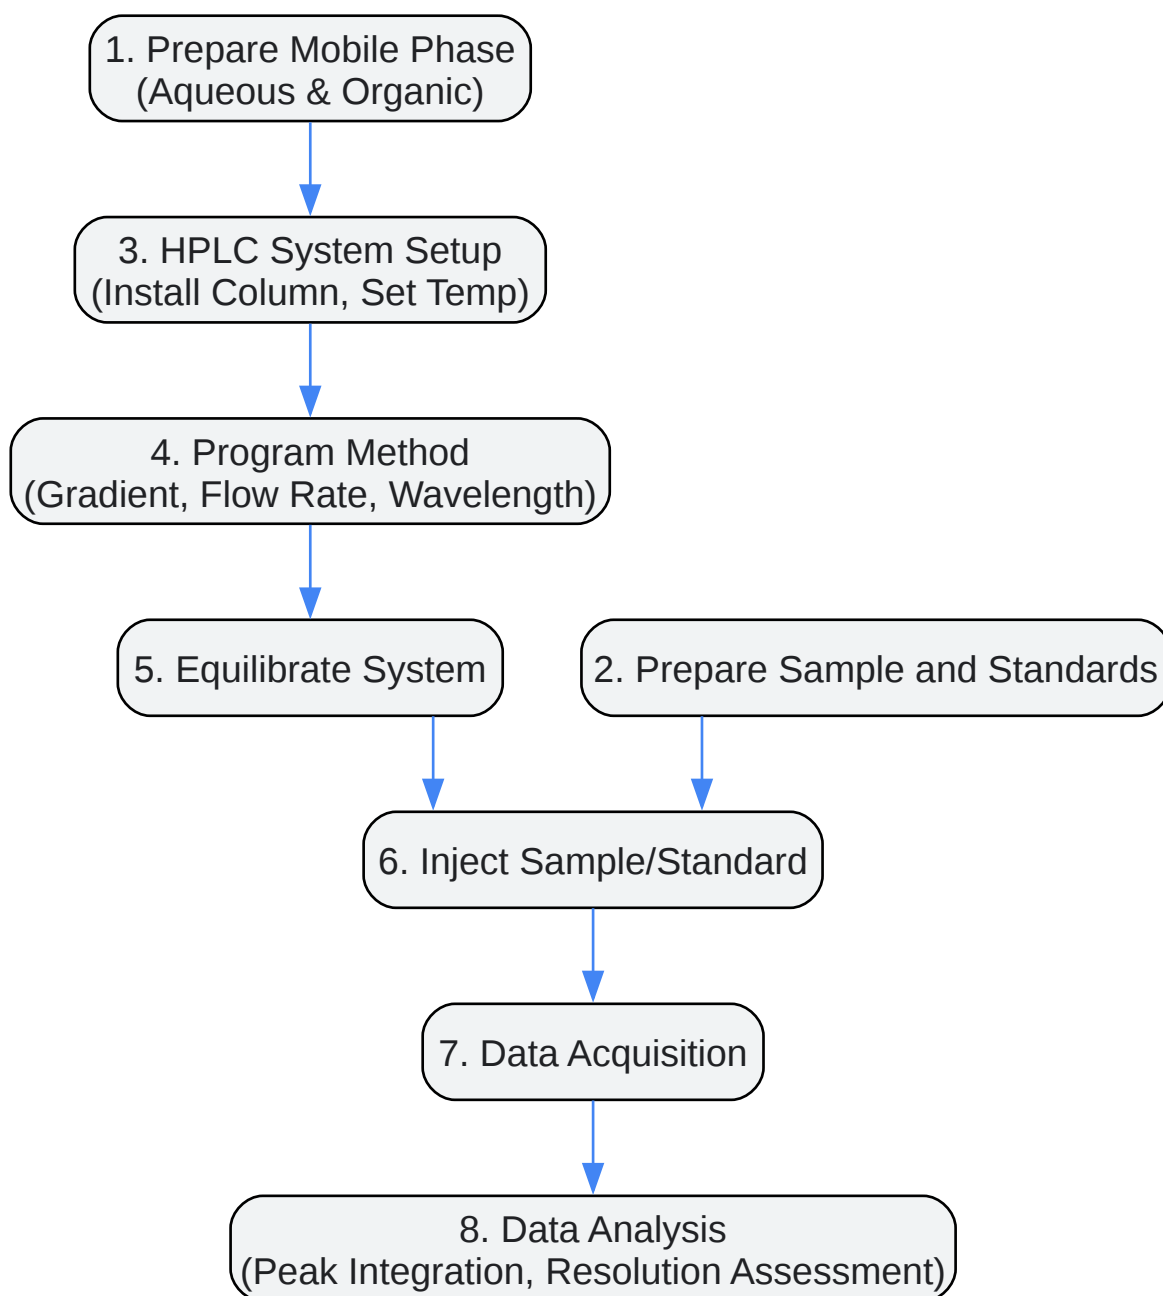 1. Prepare Mobile Phase
(Aqueous & Organic)
3. HPLC System Setup
(Install Column, Set Temp)
4. Program Method
(Gradient, Flow Rate, Wavelength)
5. Equilibrate System
2. Prepare Sample and Standards
6. Inject Sample/Standard
7. Data Acquisition
8. Data Analysis
(Peak Integration, Resolution Assessment)